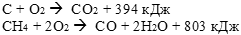 C + O₂ → CO₂ + 394 кДж
CH₄ + 2O₂ → CO + 2H₂O + 803 кДж